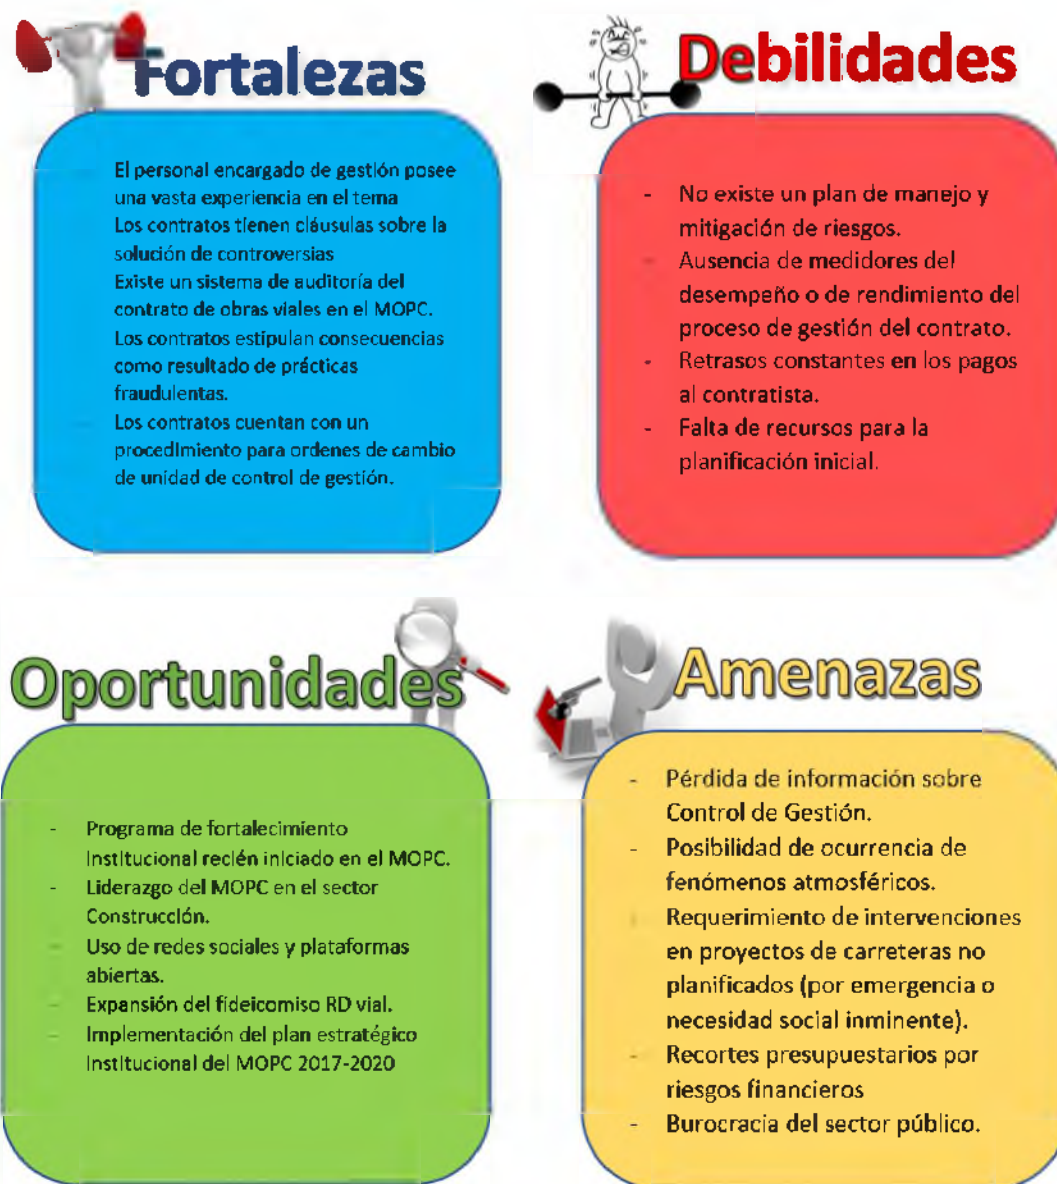 Fortalezas
El personal encargado de gestión posee
una vasta experiencia en el tema
Los contratos tienen cláusulas sobre la
solución de controversias
Existe un sistema de auditoría del
contrato de obras viales en el MOPC.
Los contratos estipulan consecuencias
como resultado de prácticas
fraudulentas.
Los contratos cuentan con un
procedimiento para ordenes de cambio
de unidad de control de gestión.
Debilidades
- No existe un plan de manejo y
mitigación de riesgos.
- Ausencia de medidores del
desempeño o de rendimiento del
proceso de gestión del contrato.
- Retrasos constantes en los pagos
al contratista.
- Falta de recursos para la
planificación inicial.
Oportunidades
- Programa de fortalecimiento
Institucional recién iniciado en el MOPC.
- Liderazgo del MOPC en el sector
Construcción.
- Uso de redes sociales y plataformas
abiertas.
- Expansión del fideicomiso RD vial.
- Implementación del plan estratégico
Institucional del MOPC 2017-2020
Amenazas
- Pérdida de información sobre
Control de Gestión.
- Posibilidad de ocurrencia de
fenómenos atmosféricos.
- Requerimiento de intervenciones
en proyectos de carreteras no
planificados (por emergencia o
necesidad social inminente).
- Recortes presupuestarios por
riesgos financieros
- Burocracia del sector público.